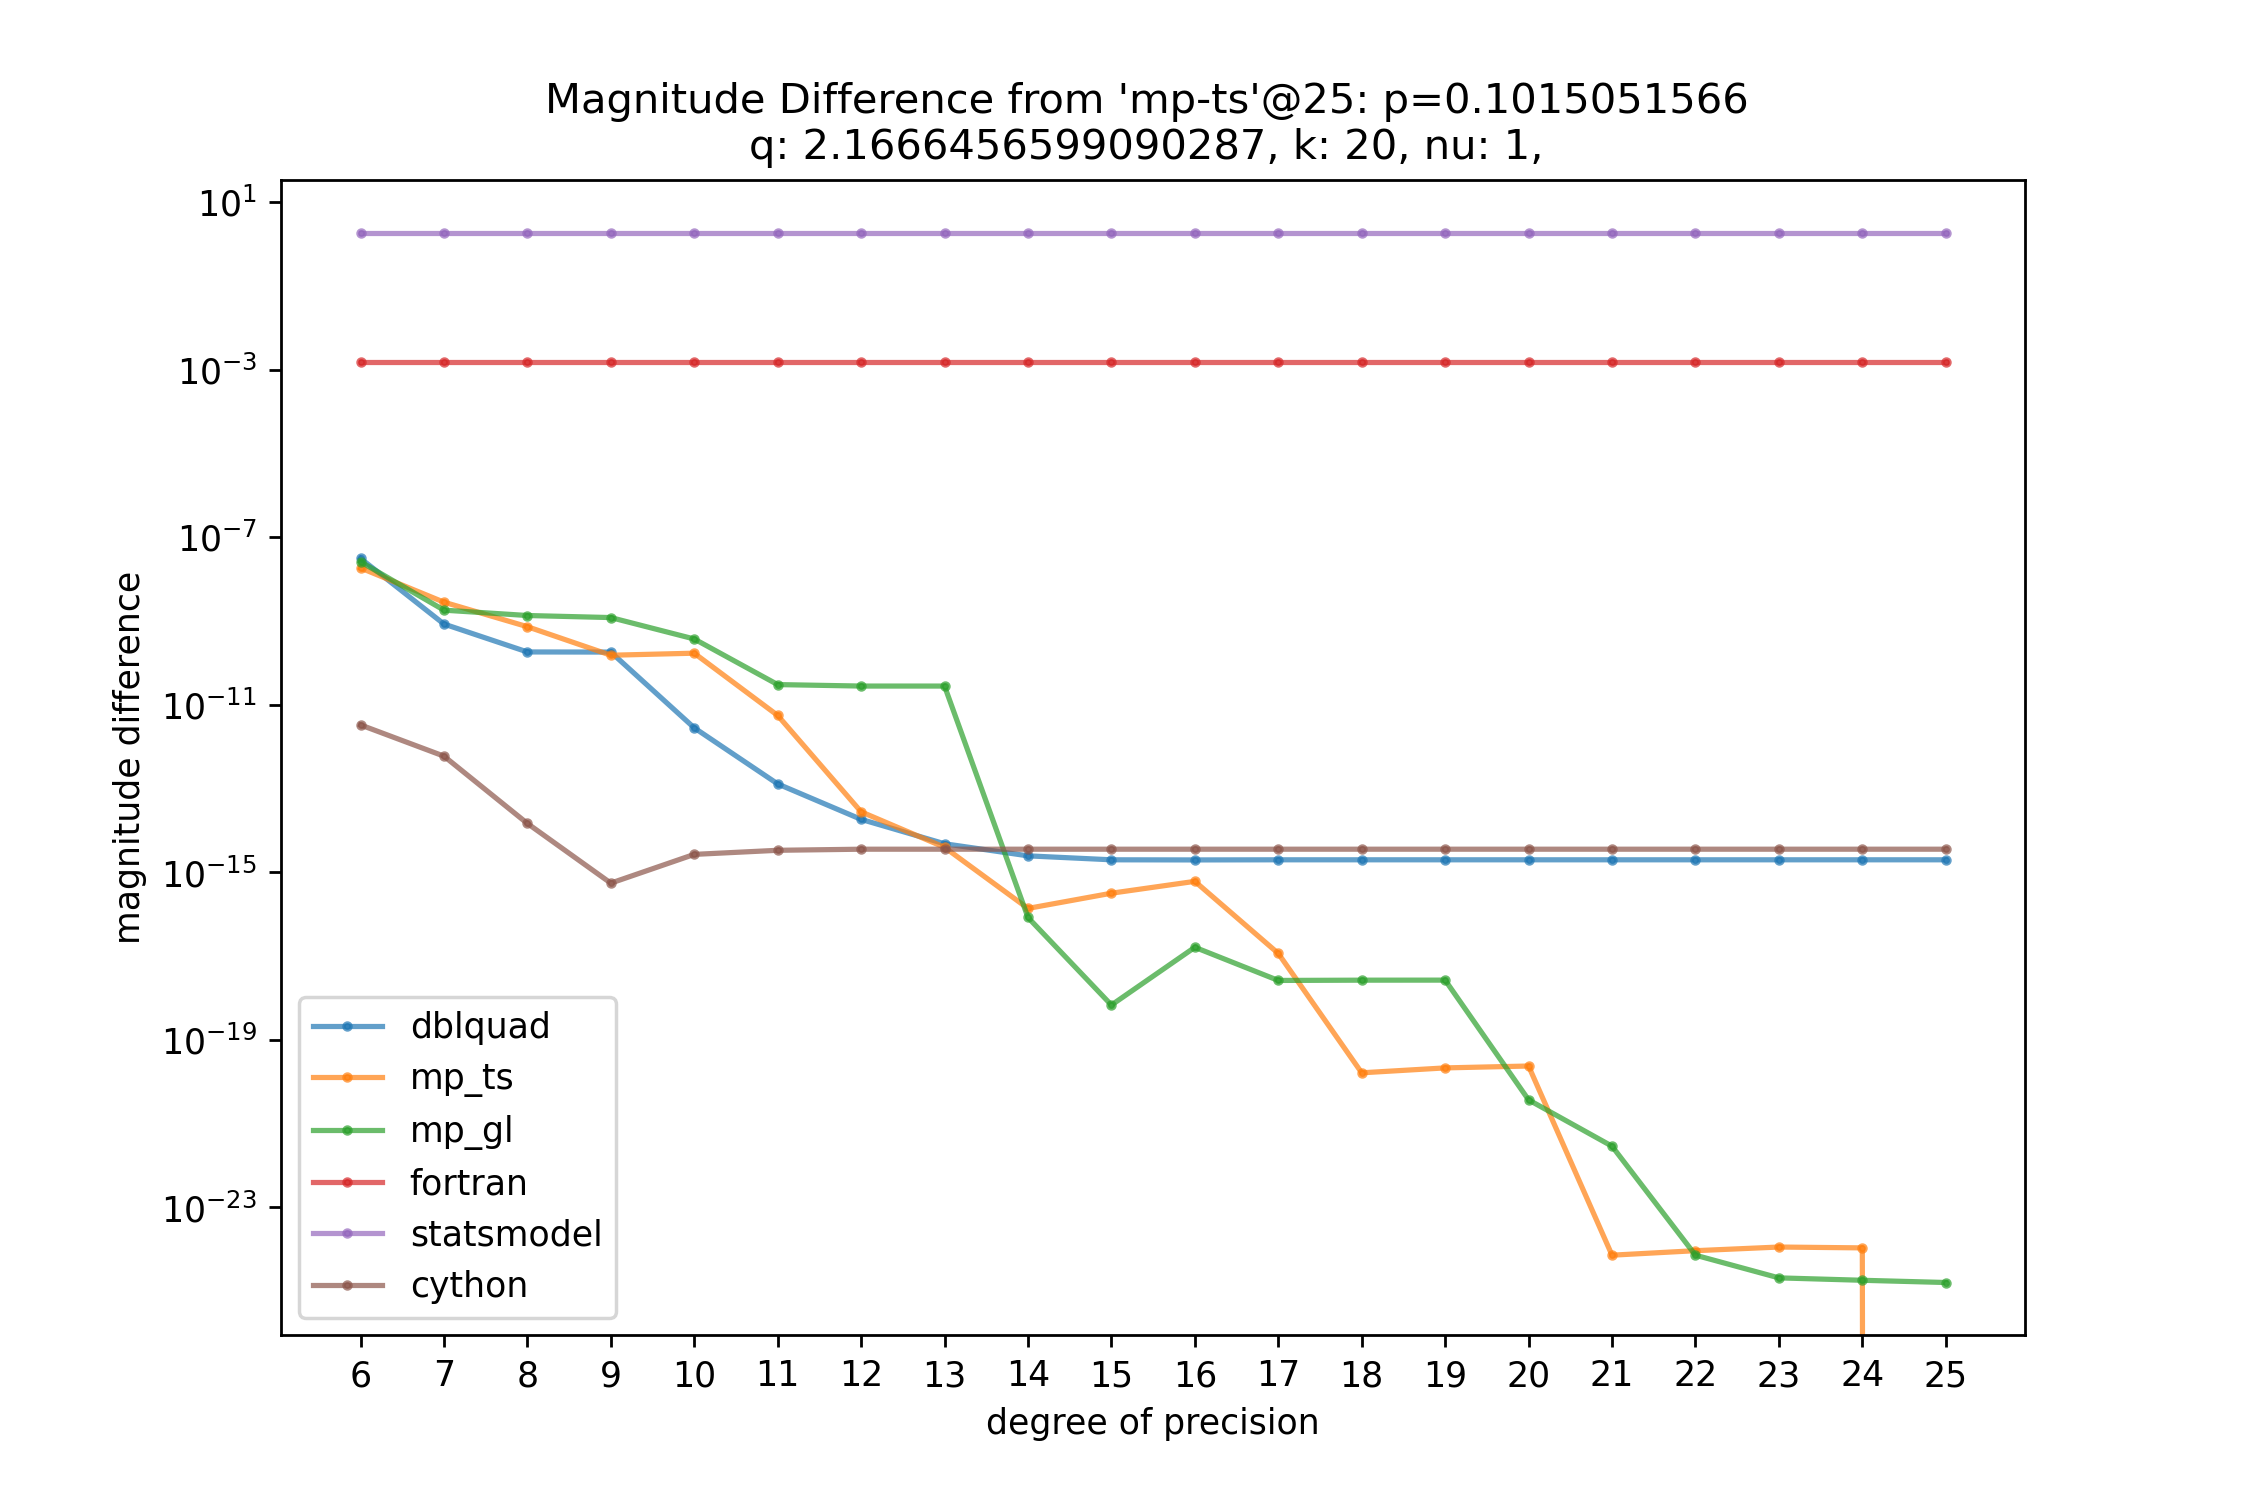 Magnitude Difference from 'mp-ts'@25: p=0.1015051566
q: 2.1666456599090287, k: 20, nu: 1,
magnitude difference
10¹
10⁻³
10⁻⁷
10⁻¹¹
10⁻¹⁵
10⁻¹⁹
10⁻²³
dblquad
mp_ts
mp_gl
fortran
statsmodel
cython
6 7 8 9 10 11 12 13 14 15 16 17 18 19 20 21 22 23 24 25
degree of precision